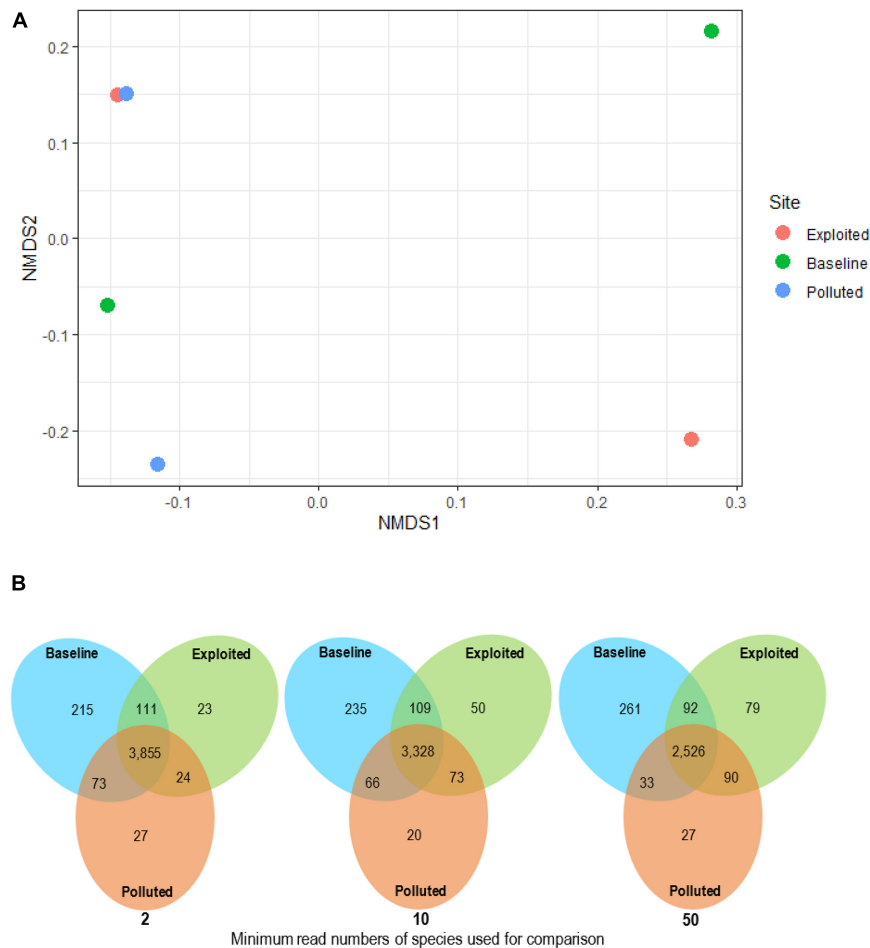 A
0.2
0.1
0.0
-0.1
-0.2
NMDS2
-0.1
0.0
0.1
0.2
0.3
NMDS1
Site
Exploited
Baseline
Polluted
B
Baseline
Exploited
215
111
23
3,855
73
24
27
Polluted
2
Baseline
Exploited
235
109
50
3,328
66
73
20
Polluted
10
Baseline
Exploited
261
92
79
2,526
33
90
27
Polluted
50
Minimum read numbers of species used for comparison